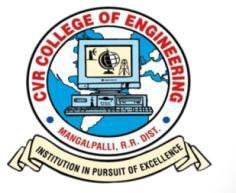 CVR COLLEGE OF ENGINEERING
MANGALPALLI, R.R. DIST.
INSTITUTION IN PURSUIT OF EXCELLENCE